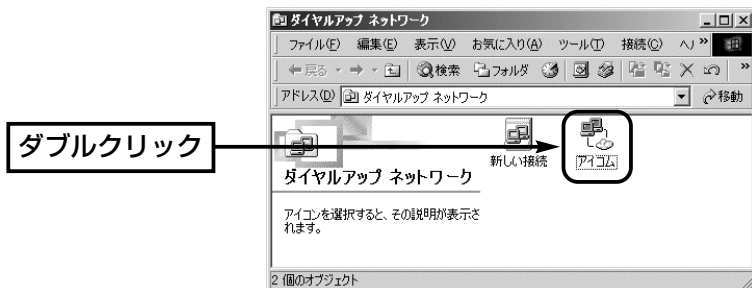 ダイヤルアップ ネットワーク
ファイル(F) 編集(E) 表示(V) お気に入り(A) ツール(T) 接続(C) ヘ »
戻る 検索 フォルダ »
アドレス(D) ダイヤルアップ ネットワーク 移動
ダブルクリック
新しい接続 アイコム
ダイヤルアップ ネットワーク
アイコンを選択すると、その説明が表示さ
れます。
2 個のオブジェクト